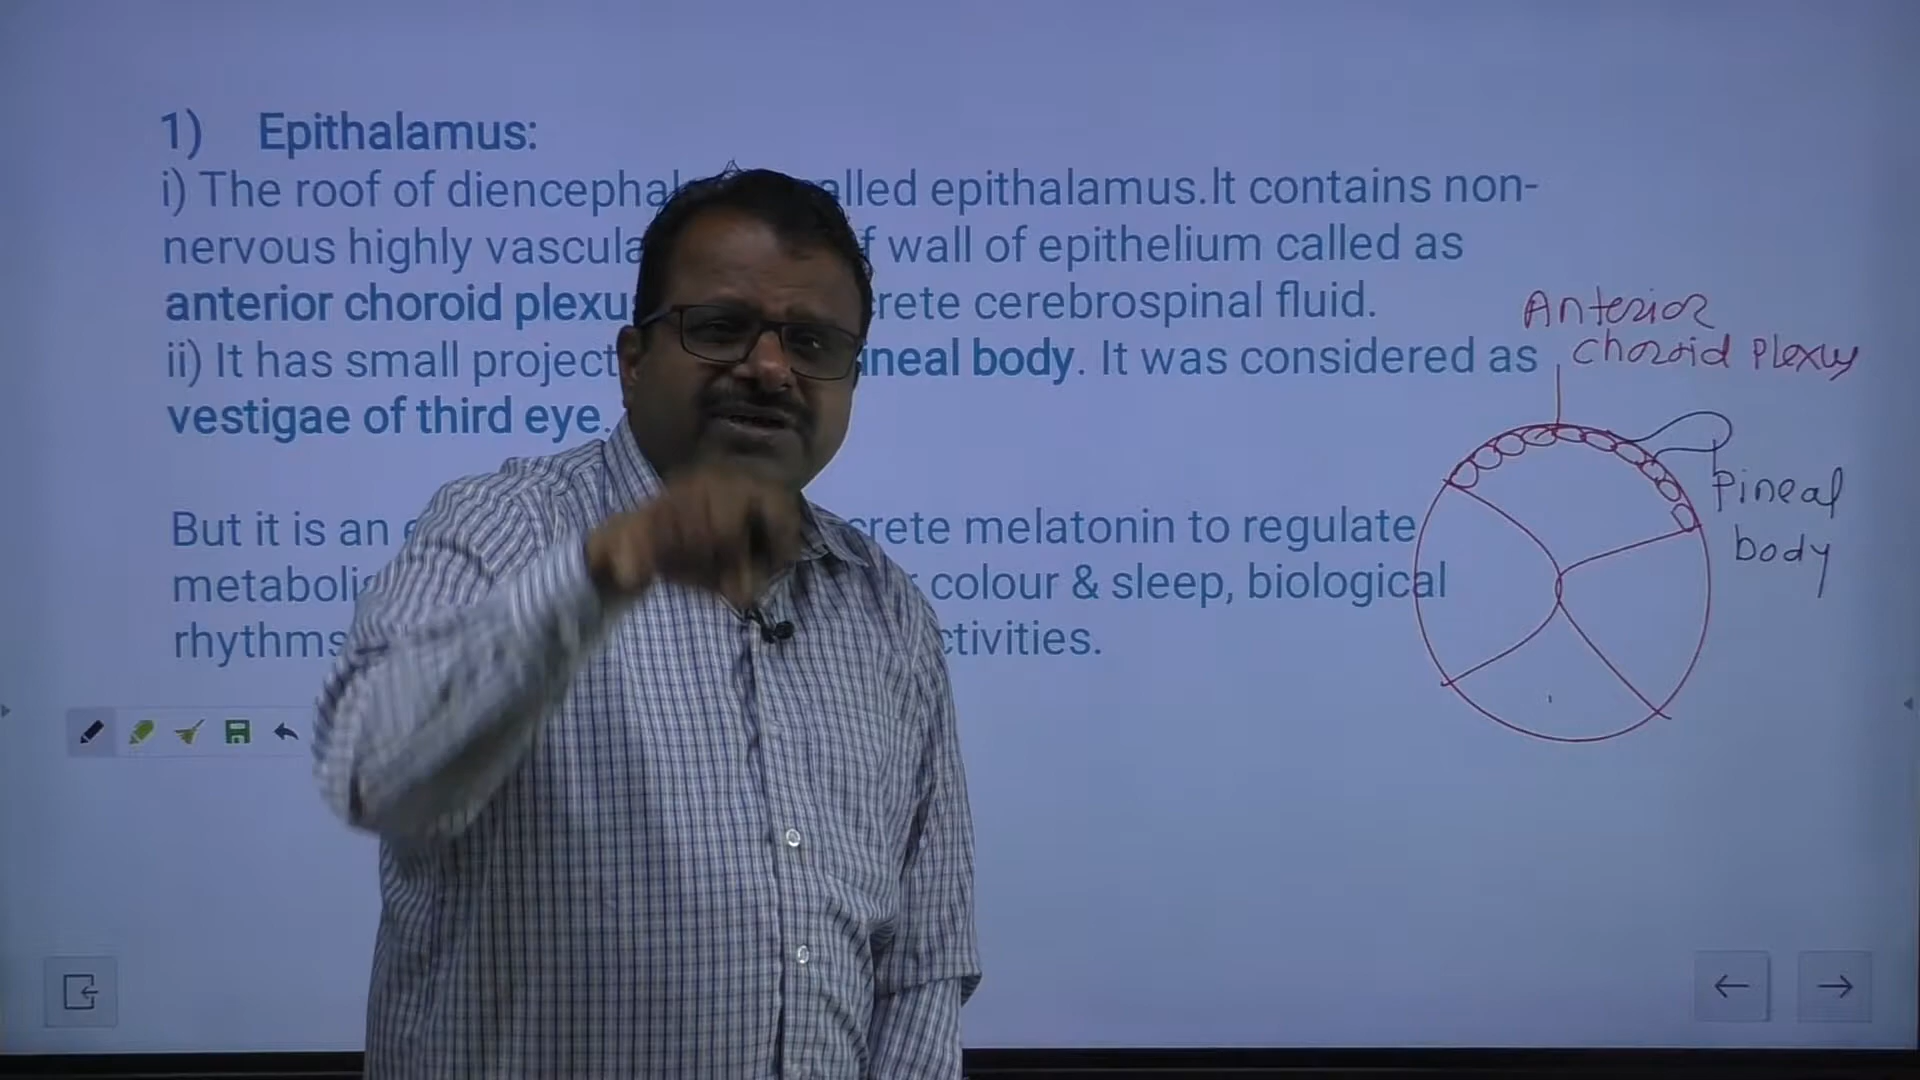 1) Epithalamus:
i) The roof of diencephal alled epithalamus.It contains non-
nervous highly vascula f wall of epithelium called as
anterior choroid plexu crete cerebrospinal fluid.
ii) It has small project ineal body. It was considered as
vestigae of third eye.
But it is an crete melatonin to regulate
metabolis colour & sleep, biological
rhythms ctivities.
Anterior
choroid Plexus
Pineal
body